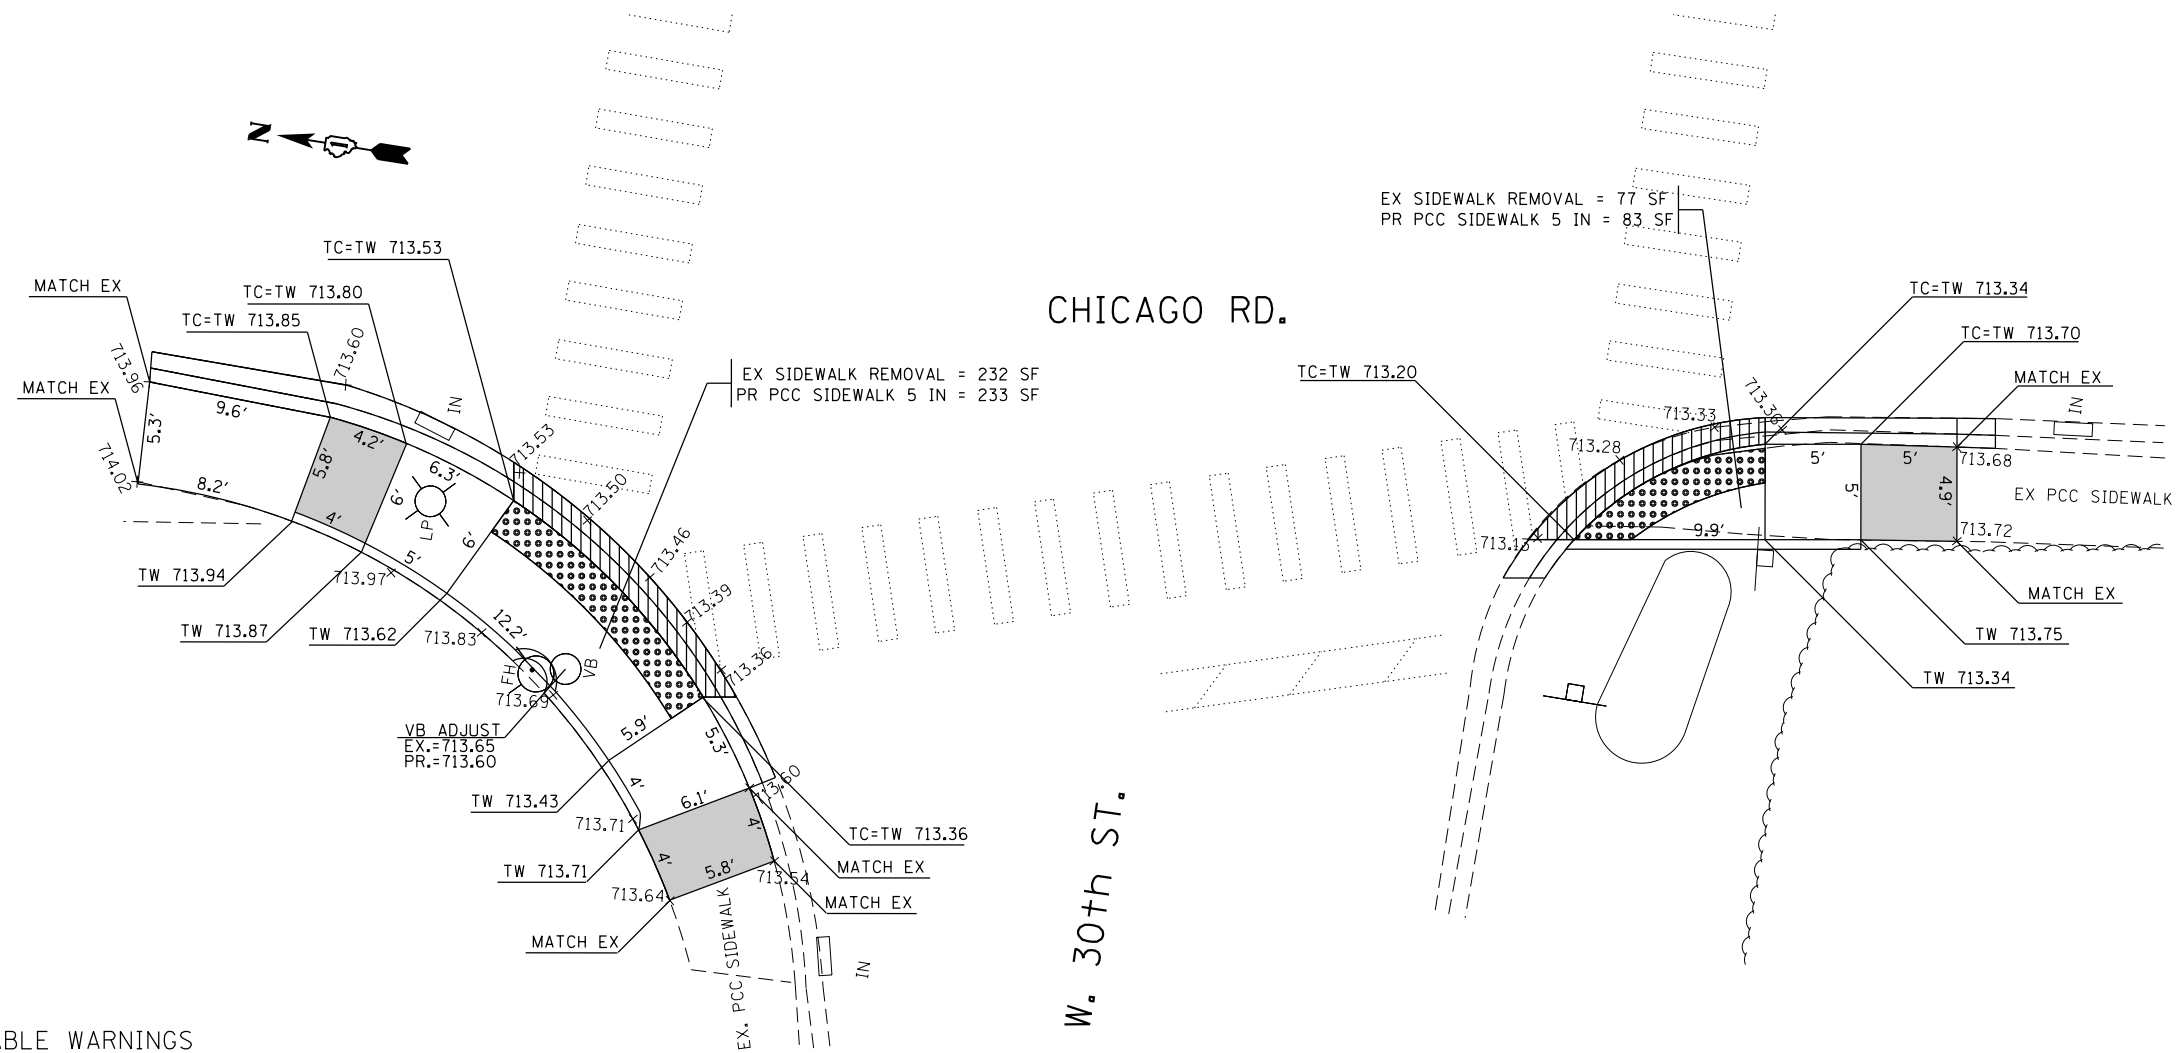 N
TC=TW 713.53
MATCH EX
TC=TW 713.80
TC=TW 713.85
713.96
713.60
MATCH EX
9.6'
IN
5.3'
4.2'
714.02
5.8'
6.3'
713.53
8.2'
6'
LP
4'
6'
713.50
5'
713.46
TW 713.94
713.97
713.39
TW 713.87
TW 713.62
713.83
12.2'
FH
VB
713.36
713.69
VB ADJUST
EX.=713.65
PR.=713.60
5.9'
5.3'
4'
713.60
TW 713.43
6.1'
713.71
4'
TC=TW 713.36
TW 713.71
4'
5.8'
MATCH EX
713.64
713.54
MATCH EX
MATCH EX
EX. PCC SIDEWALK
IN
EX SIDEWALK REMOVAL = 232 SF
PR PCC SIDEWALK 5 IN = 233 SF
CHICAGO RD.
W. 30th ST.
EX SIDEWALK REMOVAL = 77 SF
PR PCC SIDEWALK 5 IN = 83 SF
TC=TW 713.34
TC=TW 713.70
TC=TW 713.20
MATCH EX
713.33
713.36
IN
713.28
5'
5'
713.68
5'
4.9'
EX PCC SIDEWALK
713.13
9.9'
713.72
MATCH EX
TW 713.75
TW 713.34
ABLE WARNINGS